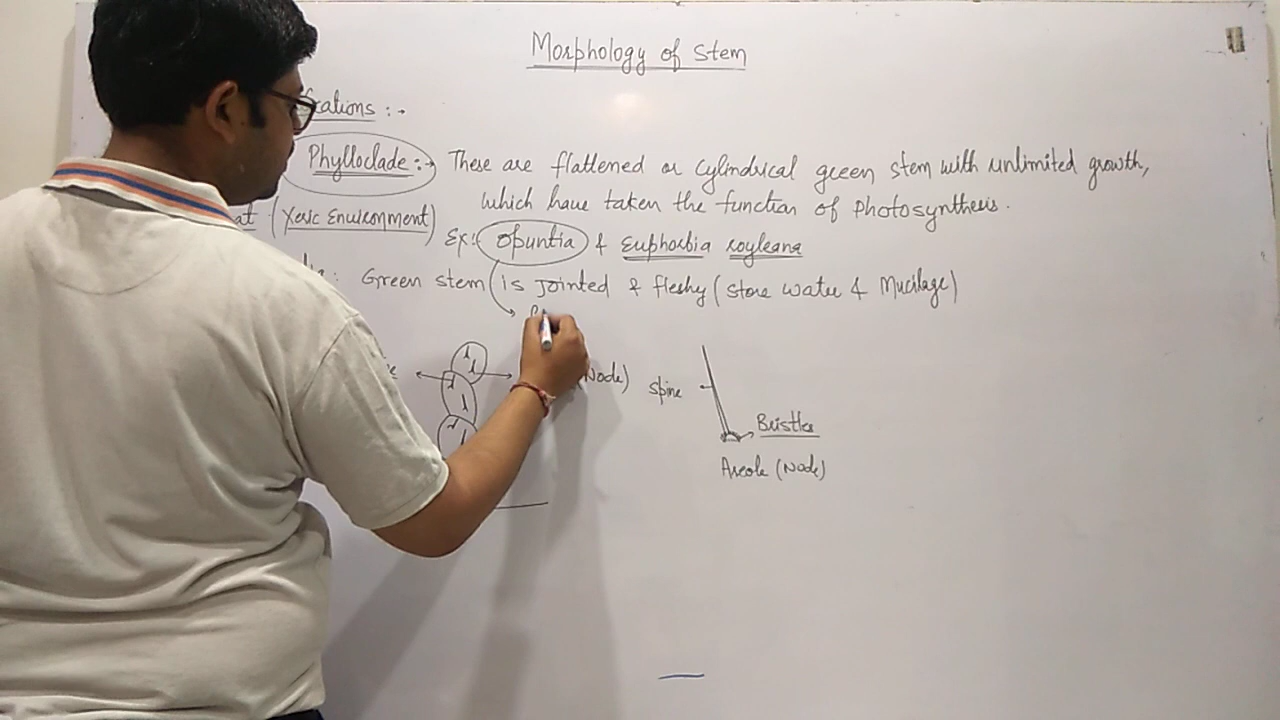 Morphology of Stem
cations :-
Phylloclade :→ These are flattened or cylindrical green stem with unlimited growth,
which have taken the function of Photosynthesis.
at (Xeric Environment)
Ex:- Opuntia & Euphorbia royleana
Green stem is jointed & fleshy (store water & Mucilage)
(Node)
Spine
Bristles
Areole (Node)